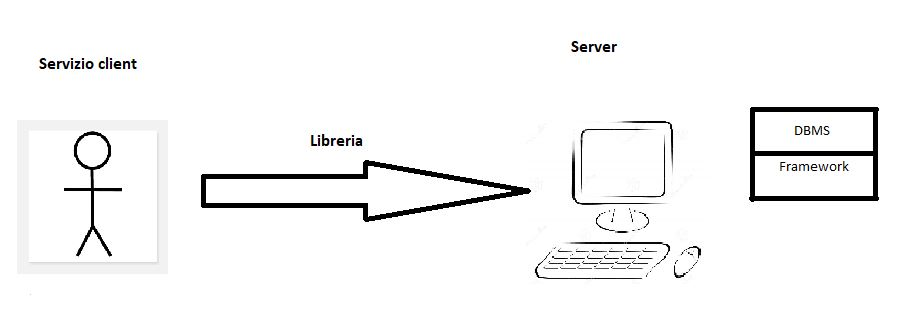 Servizio client
Server
Libreria
DBMS
Framework